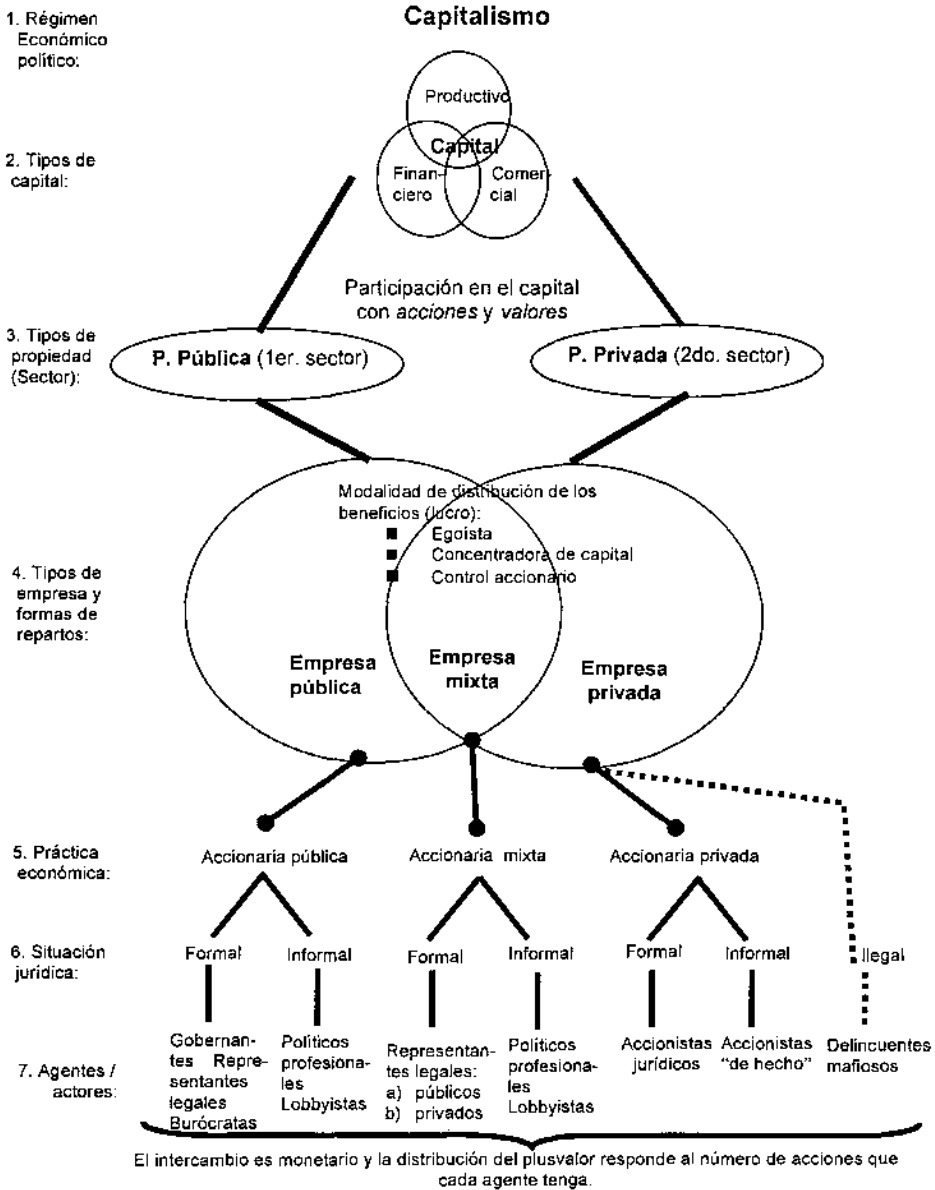 Capitalismo
1. Régimen
Económico
político:
Productivo
Capital
Finan-
ciero
Comer-
cial
2. Tipos de
capital:
Participación en el capital
con acciones y valores
3. Tipos de
propiedad
(Sector):
P. Pública (1er. sector)
P. Privada (2do. sector)
Modalidad de distribución de los
beneficios (lucro):
■ Egoísta
■ Concentradora de capital
■ Control accionario
4. Tipos de
empresa y
formas de
repartos:
Empresa
pública
Empresa
mixta
Empresa
privada
5. Práctica
económica:
Accionaria pública
Accionaria mixta
Accionaria privada
6. Situación
jurídica:
Formal
Informal
Formal
Informal
Formal
Informal
Ilegal
7. Agentes /
actores:
Gobernan-
tes Repre-
sentantes
legales
Burócratas
Políticos
profesiona-
les
Lobbyistas
Representan-
tes legales:
a) públicos
b) privados
Políticos
profesiona-
les
Lobbyistas
Accionistas
jurídicos
Accionistas
"de hecho"
Delincuentes
mafiosos
El intercambio es monetario y la distribución del plusvalor responde al número de acciones que
cada agente tenga.